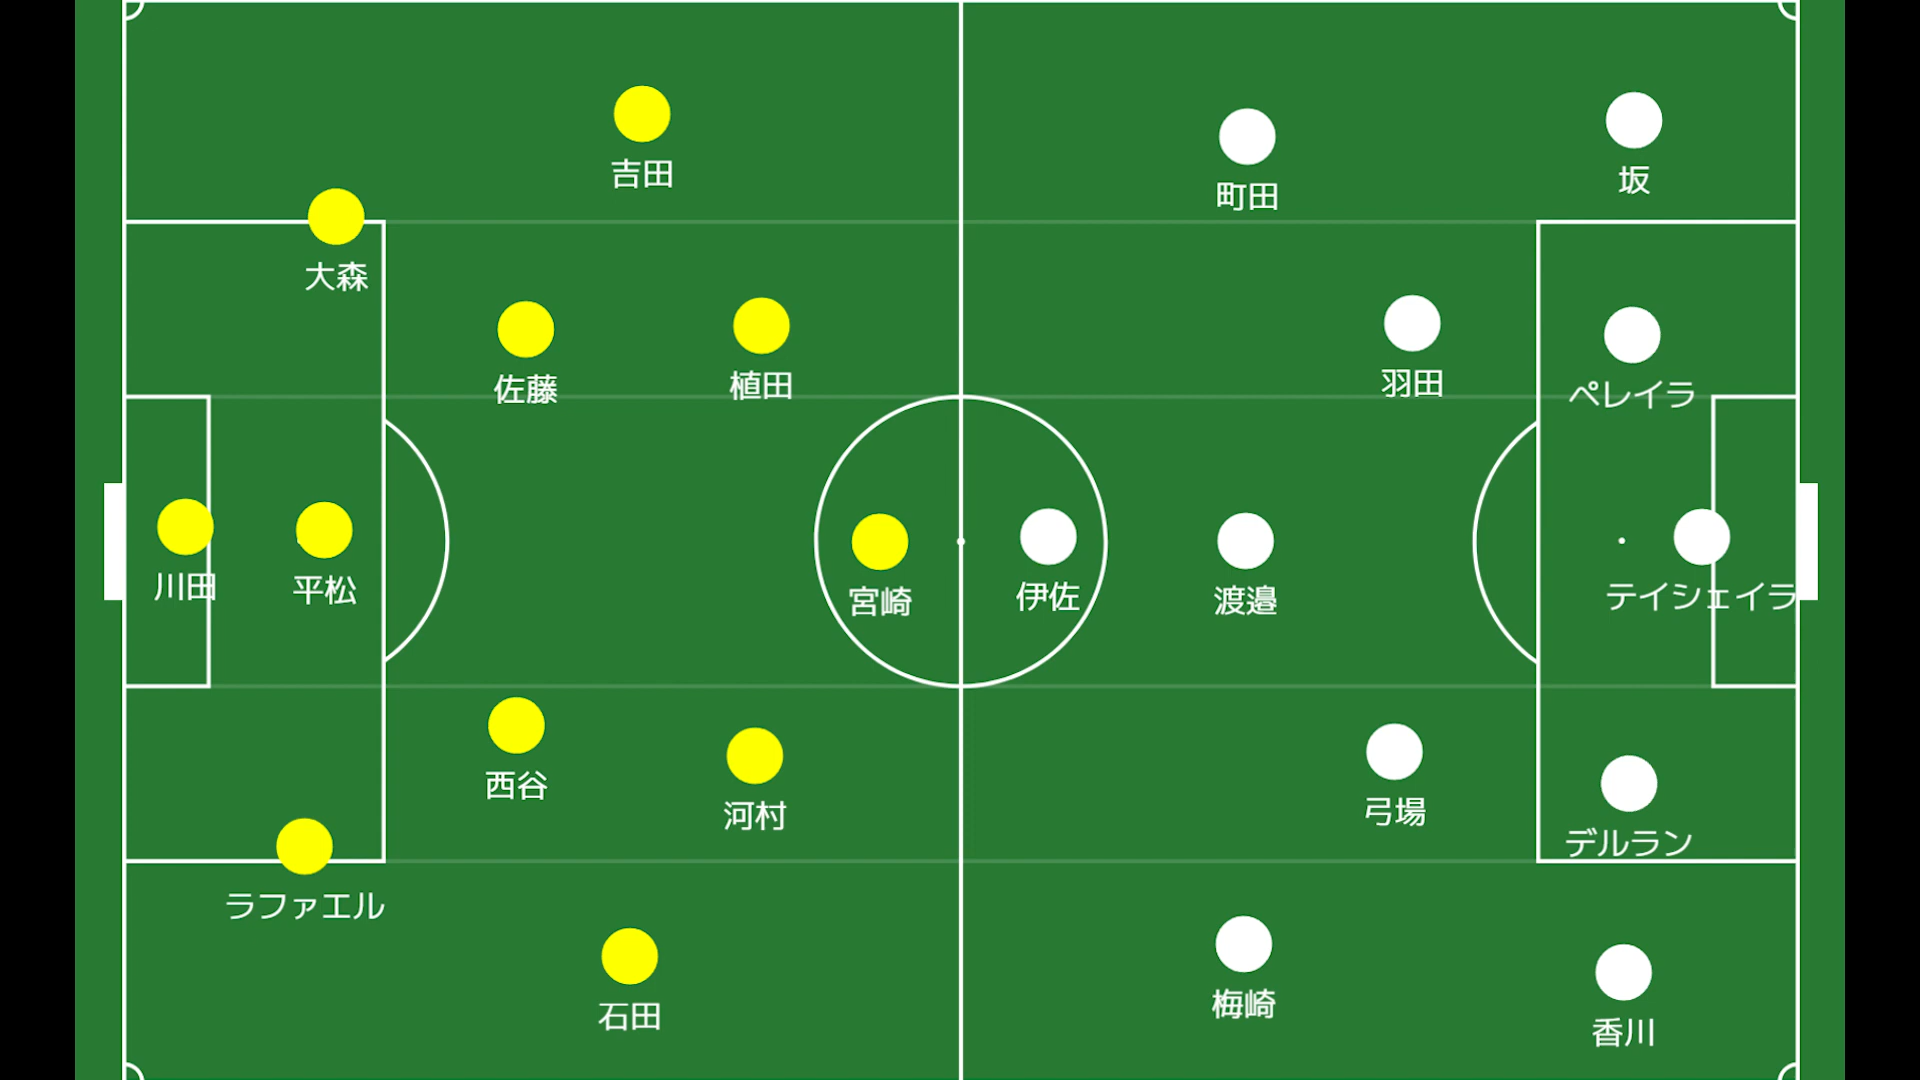 吉田
町田
坂
大森
佐藤
植田
羽田
ペレイラ
川田
平松
宮崎
伊佐
渡邉
テイシェイラ
西谷
河村
弓場
デルラン
ラファエル
石田
梅崎
香川